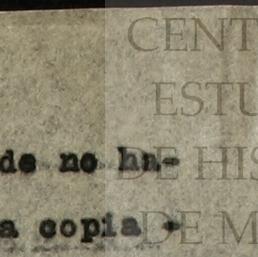 CENT
ESTU
DE HIS
DE M
de no ha-
a copia